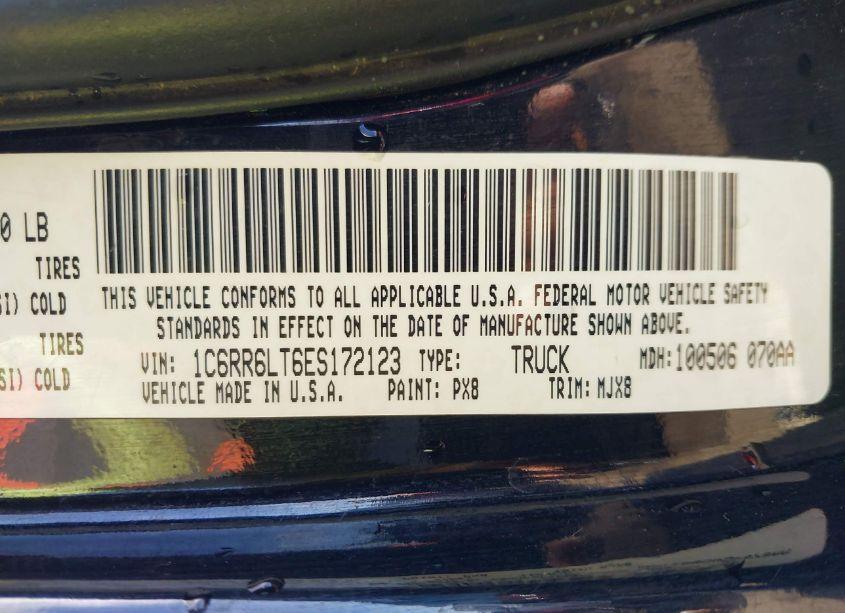 0 LB
TIRES
SI) COLD
TIRES
SI) COLD
THIS VEHICLE CONFORMS TO ALL APPLICABLE U.S.A. FEDERAL MOTOR VEHICLE SAFETY
STANDARDS IN EFFECT ON THE DATE OF MANUFACTURE SHOWN ABOVE.
VIN: 1C6RR6LT6ES172123 TYPE: TRUCK MDH:100506 070AA
VEHICLE MADE IN U.S.A. PAINT: PX8 TRIM: MJX8